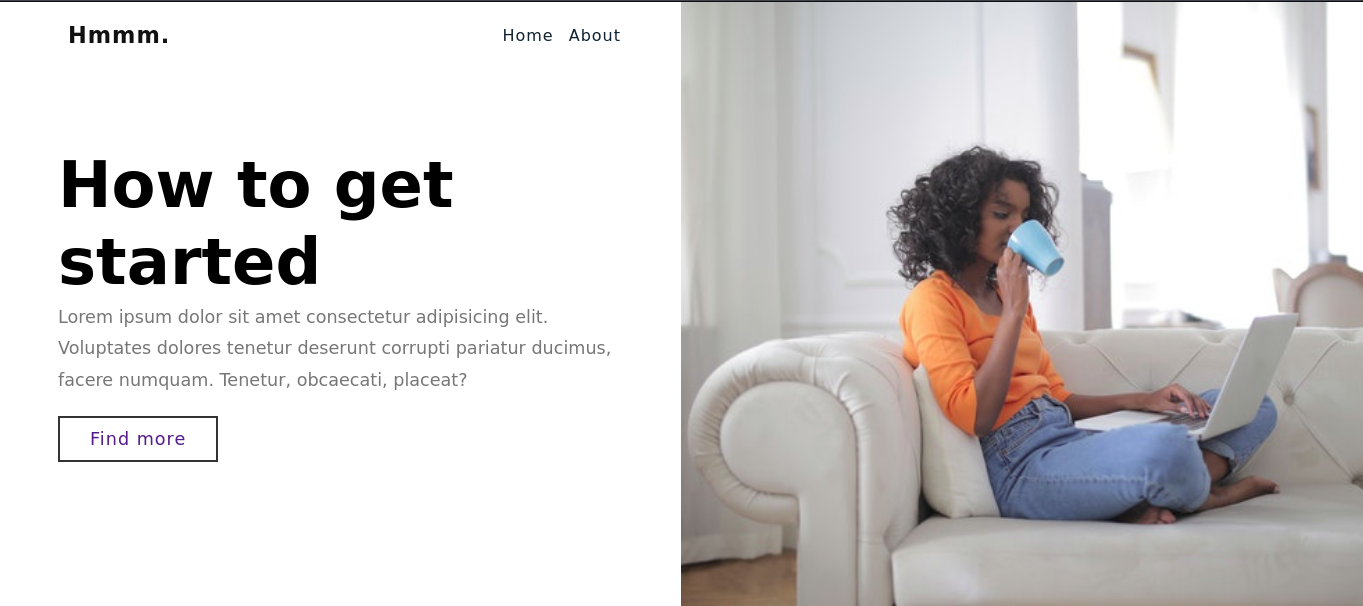 Hmmm.
Home About
How to get
started
Lorem ipsum dolor sit amet consectetur adipisicing elit.
Voluptates dolores tenetur deserunt corrupti pariatur ducimus,
facere numquam. Tenetur, obcaecati, placeat?
Find more